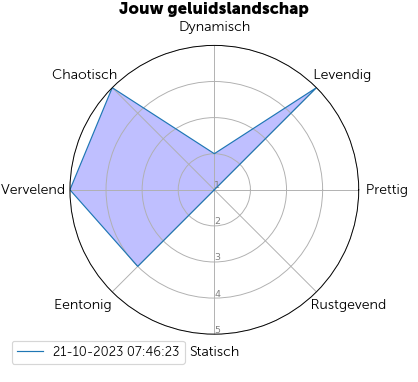 Jouw geluidslandschap
Dynamisch
Chaotisch
Levendig
Vervelend
1
Prettig
2
3
4
Eentonig
Rustgevend
5
21-10-2023 07:46:23
Statisch